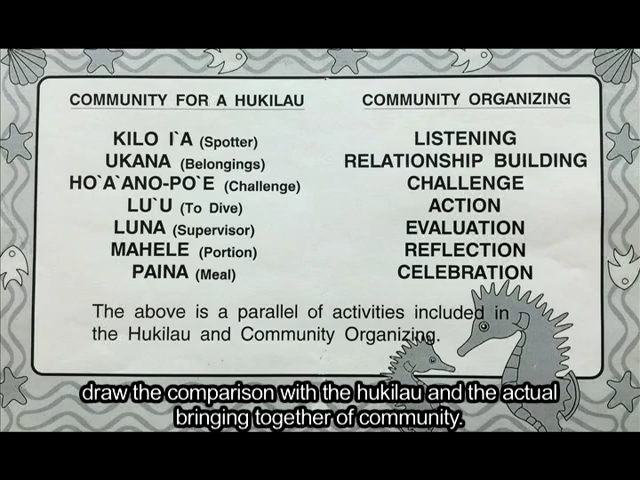 COMMUNITY FOR A HUKILAU COMMUNITY ORGANIZING
KILO I`A (Spotter) LISTENING
UKANA (Belongings) RELATIONSHIP BUILDING
HO`A`ANO-PO`E (Challenge) CHALLENGE
LU`U (To Dive) ACTION
LUNA (Supervisor) EVALUATION
MAHELE (Portion) REFLECTION
PAINA (Meal) CELEBRATION
The above is a parallel of activities included in
the Hukilau and Community Organizing.
draw the comparison with the hukilau and the actual
bringing together of community.